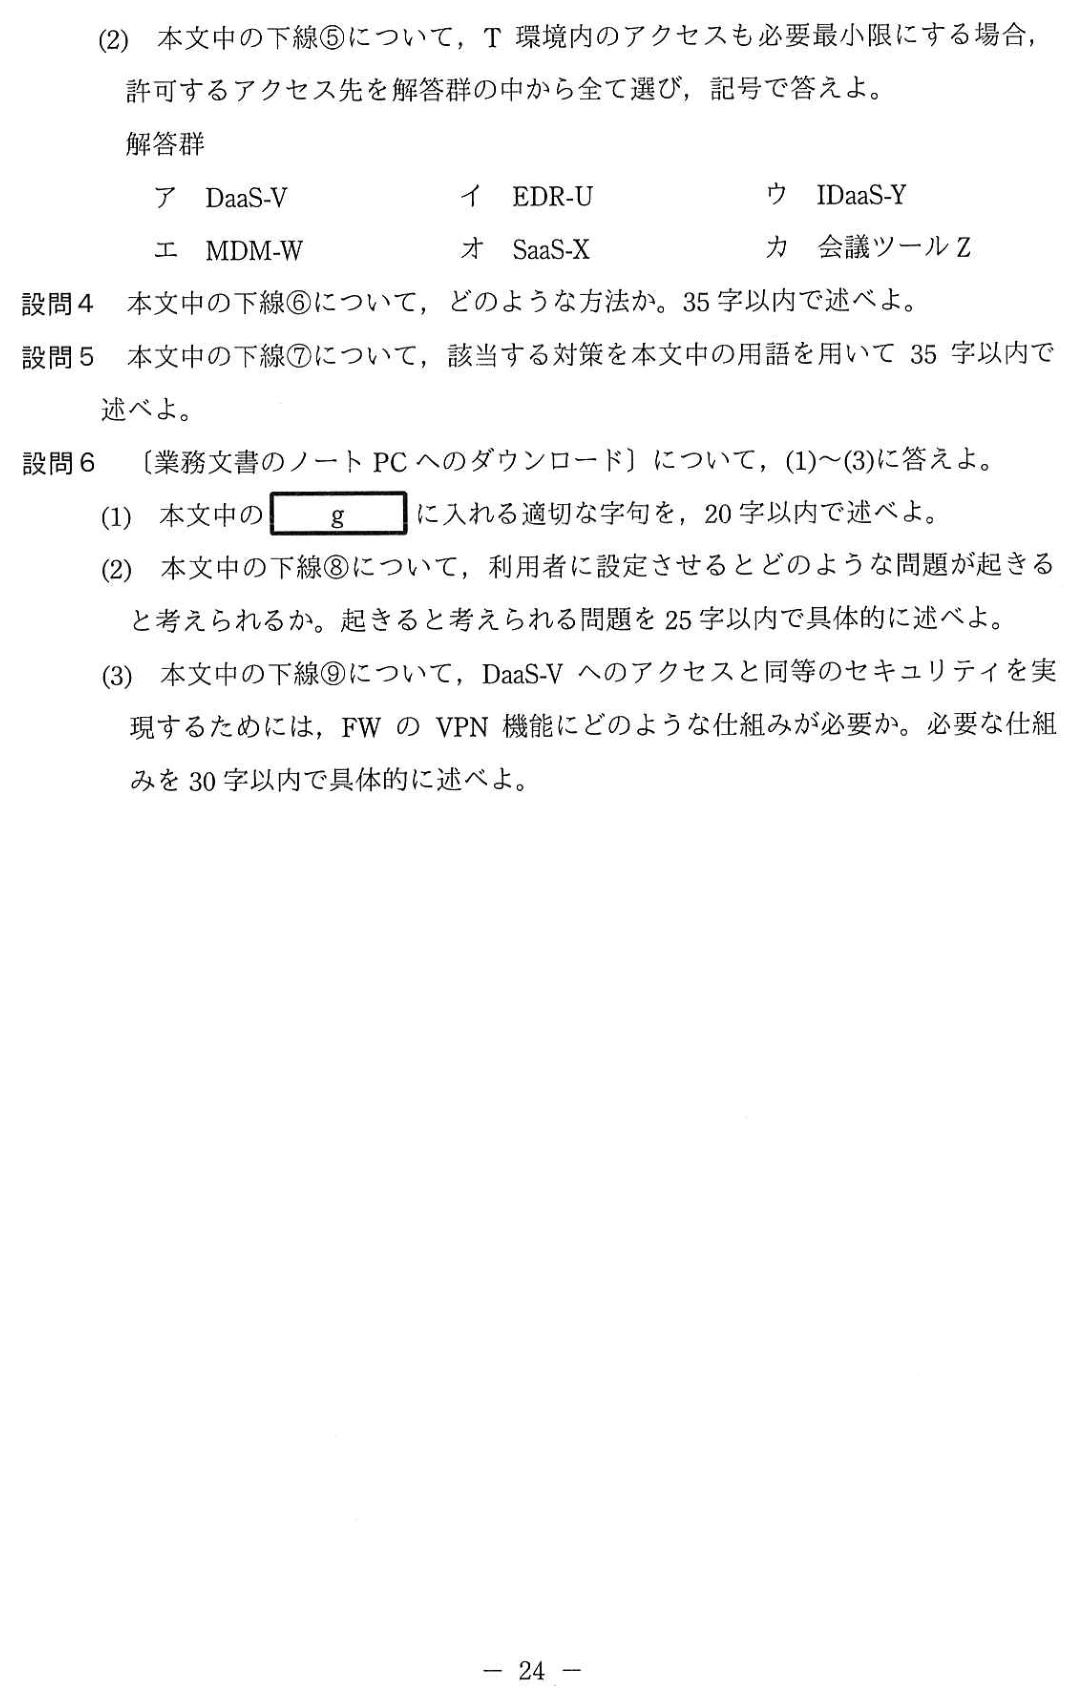 (2) 本文中の下線⑤について，T 環境内のアクセスも必要最小限にする場合，
許可するアクセス先を解答群の中から全て選び，記号で答えよ。
解答群
ア DaaS-V イ EDR-U ウ IDaaS-Y
エ MDM-W オ SaaS-X カ 会議ツール Z
設問4 本文中の下線⑥について，どのような方法か。35 字以内で述べよ。
設問5 本文中の下線⑦について，該当する対策を本文中の用語を用いて 35 字以内で
述べよ。
設問6 〔業務文書のノート PC へのダウンロード〕について，(1)～(3)に答えよ。
(1) 本文中の g に入れる適切な字句を，20 字以内で述べよ。
(2) 本文中の下線⑧について，利用者に設定させるとどのような問題が起きる
と考えられるか。起きると考えられる問題を 25 字以内で具体的に述べよ。
(3) 本文中の下線⑨について，DaaS-V へのアクセスと同等のセキュリティを実
現するためには，FW の VPN 機能にどのような仕組みが必要か。必要な仕組
みを 30 字以内で具体的に述べよ。
— 24 —